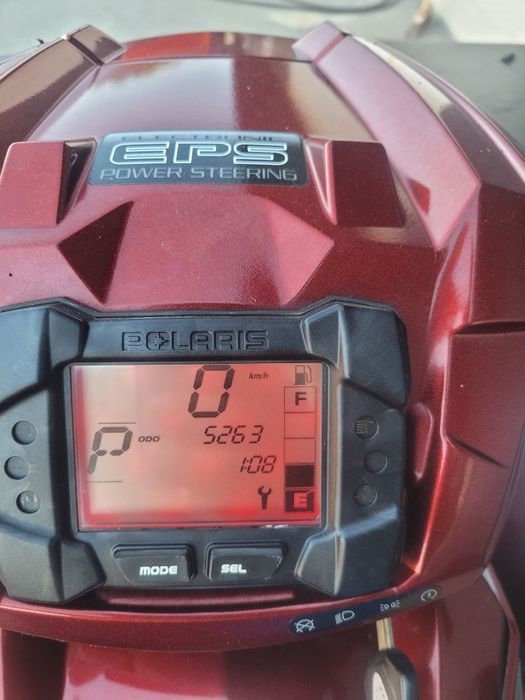 ELECTRONIC
EPS
POWER STEERING
POLARIS
0 km/h
F
P ODO 5263
1:08
E
MODE SEL